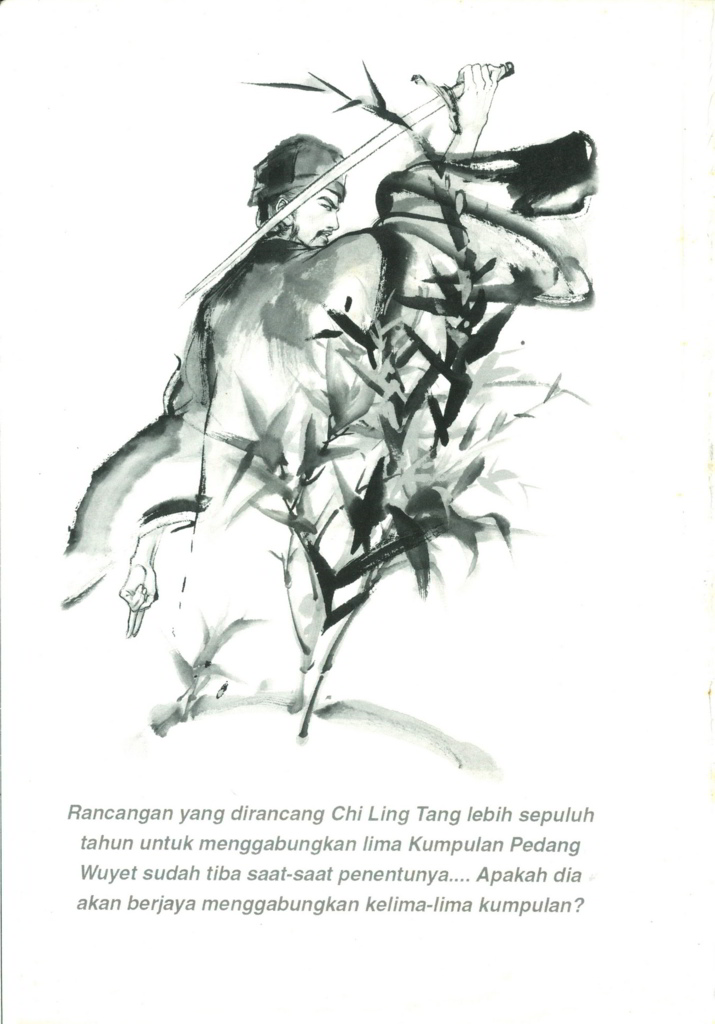 Rancangan yang dirancang Chi Ling Tang lebih sepuluh
tahun untuk menggabungkan lima Kumpulan Pedang
Wuyet sudah tiba saat-saat penentunya.... Apakah dia
akan berjaya menggabungkan kelima-lima kumpulan?